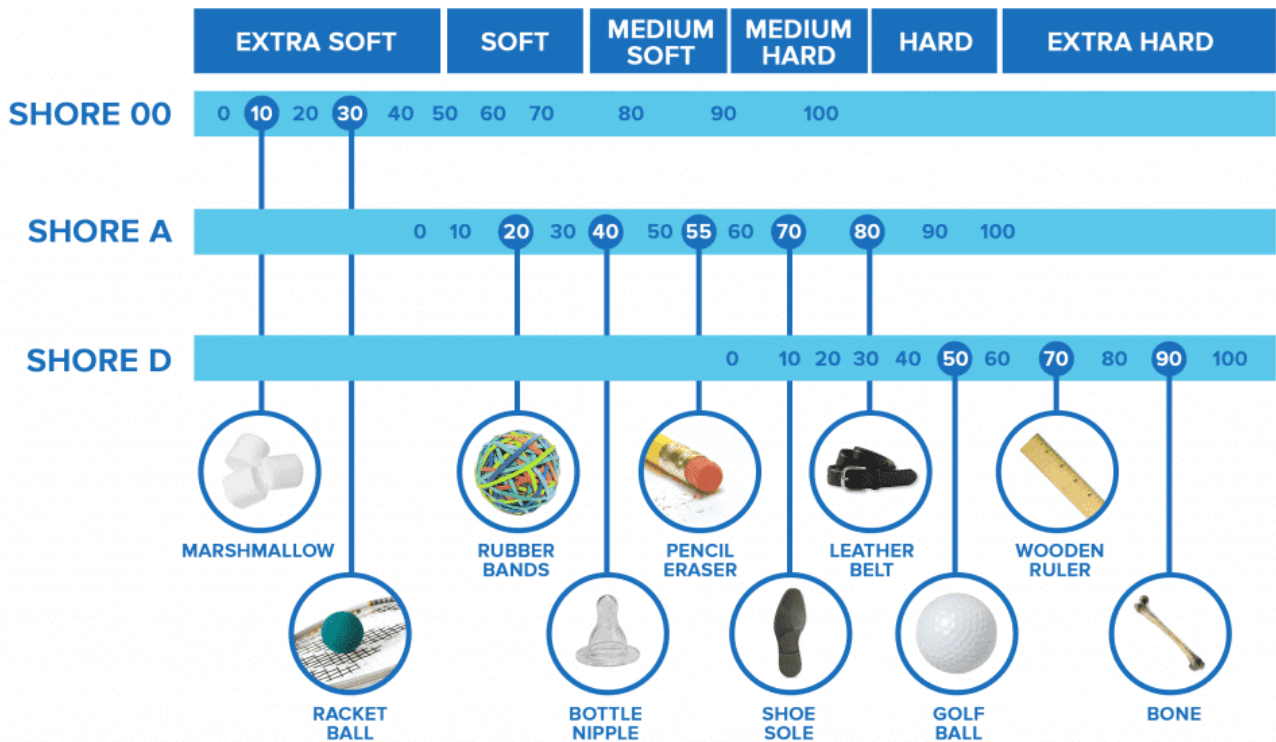 EXTRA SOFT
SOFT
MEDIUM
SOFT
MEDIUM
HARD
HARD
EXTRA HARD
SHORE 00
0 10 20 30 40 50 60 70 80 90 100
SHORE A
0 10 20 30 40 50 55 60 70 80 90 100
SHORE D
0 10 20 30 40 50 60 70 80 90 100
MARSHMALLOW
RUBBER
BANDS
PENCIL
ERASER
LEATHER
BELT
WOODEN
RULER
RACKET
BALL
BOTTLE
NIPPLE
SHOE
SOLE
GOLF
BALL
BONE